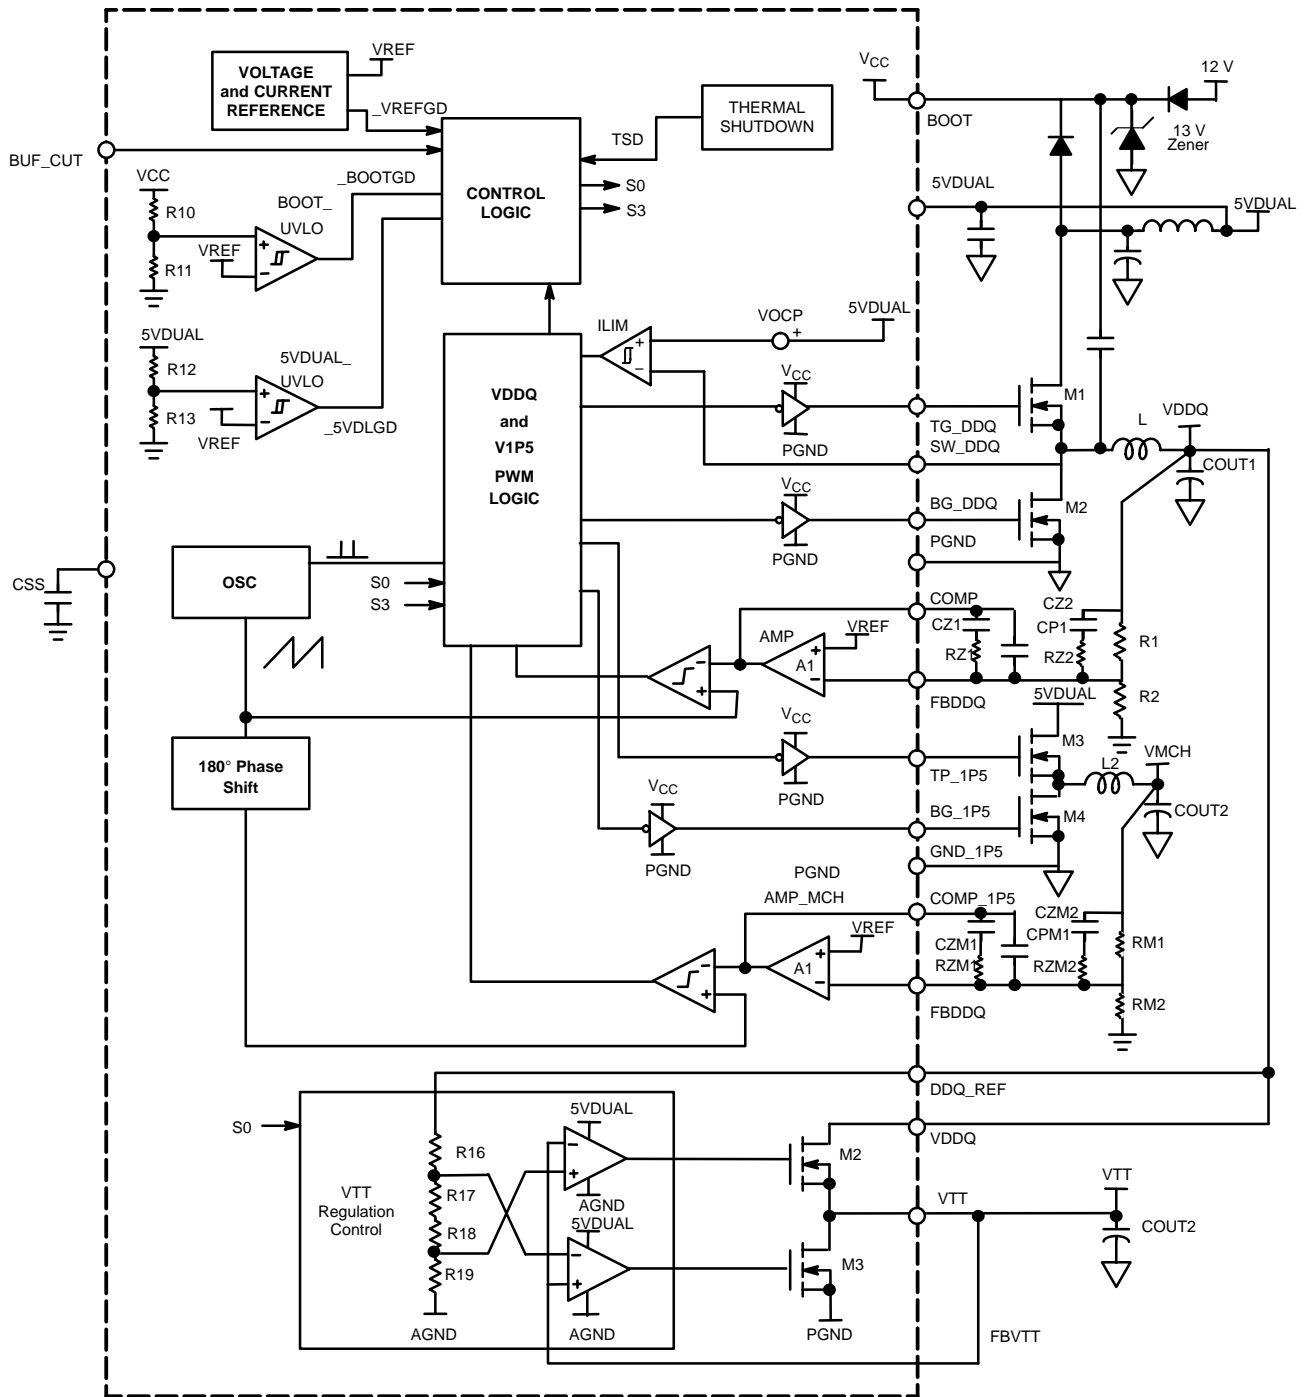 VOLTAGE
and CURRENT
REFERENCE
VREF
_VREFGD
THERMAL
SHUTDOWN
TSD
VCC
BOOT
12 V
13 V
Zener
BUF_CUT
VCC
R10
R11
VREF
BOOT_
UVLO
_BOOTGD
CONTROL
LOGIC
S0
S3
5VDUAL
5VDUAL
5VDUAL
R12
R13
VREF
5VDUAL_
UVLO
_5VDLGD
ILIM
VOCP
+
5VDUAL
VDDQ
and
V1P5
PWM
LOGIC
VCC
PGND
TG_DDQ
SW_DDQ
M1
L
VDDQ
COUT1
VCC
PGND
BG_DDQ
PGND
M2
CSS
OSC
S0
S3
AMP
A1
VREF
COMP
CZ1
RZ1
CZ2
CP1
RZ2
R1
R2
FBDDQ
180° Phase
Shift
VCC
PGND
5VDUAL
M3
TP_1P5
L2
VMCH
COUT2
VCC
PGND
BG_1P5
M4
GND_1P5
PGND
AMP_MCH
A1
VREF
COMP_1P5
CZM1
RZM1
CZM2
CPM1
RZM2
RM1
RM2
FBDDQ
DDQ_REF
S0
VTT
Regulation
Control
R16
R17
R18
R19
AGND
5VDUAL
AGND
5VDUAL
AGND
VDDQ
M2
VTT
VTT
COUT2
M3
PGND
FBVTT
+
−
+
−
+
−
−
+
+
−
−
+
+
−
−
+
−
+